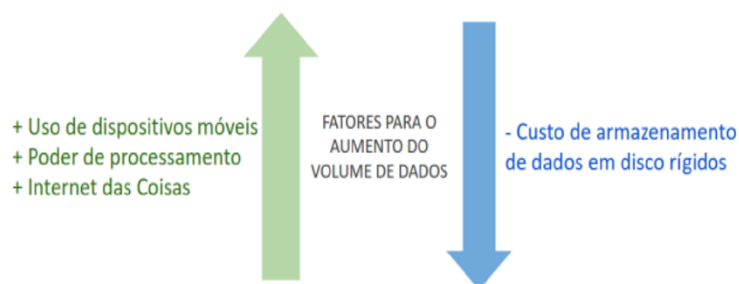 + Uso de dispositivos móveis
+ Poder de processamento
+ Internet das Coisas
FATORES PARA O
AUMENTO DO
VOLUME DE DADOS
- Custo de armazenamento
de dados em disco rígidos